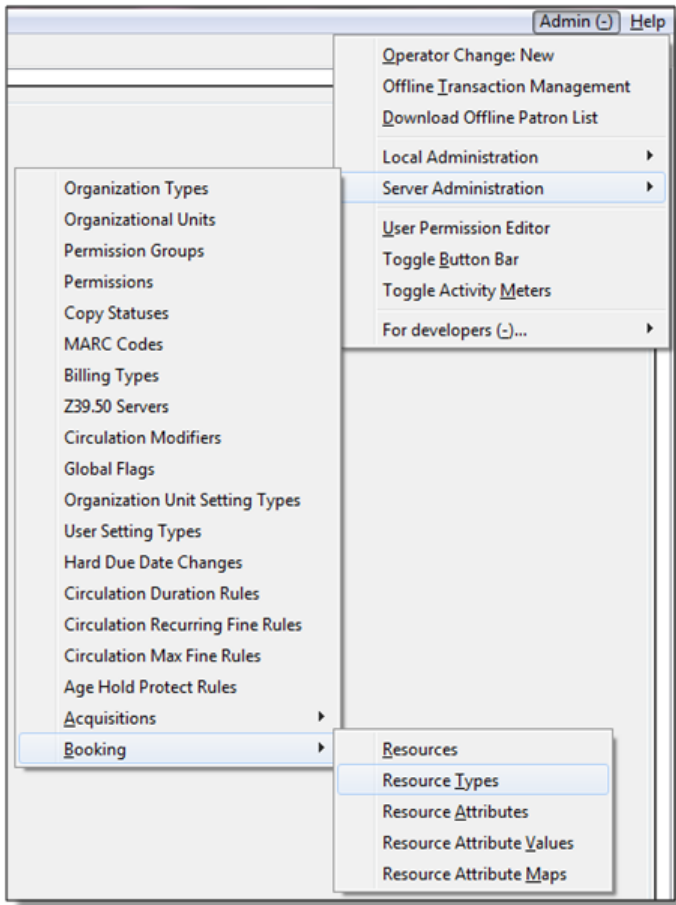 Admin (-) Help
Operator Change: New
Offline Transaction Management
Download Offline Patron List
Local Administration
Server Administration
User Permission Editor
Toggle Button Bar
Toggle Activity Meters
For developers (-)...
Organization Types
Organizational Units
Permission Groups
Permissions
Copy Statuses
MARC Codes
Billing Types
Z39.50 Servers
Circulation Modifiers
Global Flags
Organization Unit Setting Types
User Setting Types
Hard Due Date Changes
Circulation Duration Rules
Circulation Recurring Fine Rules
Circulation Max Fine Rules
Age Hold Protect Rules
Acquisitions
Booking
Resources
Resource Types
Resource Attributes
Resource Attribute Values
Resource Attribute Maps